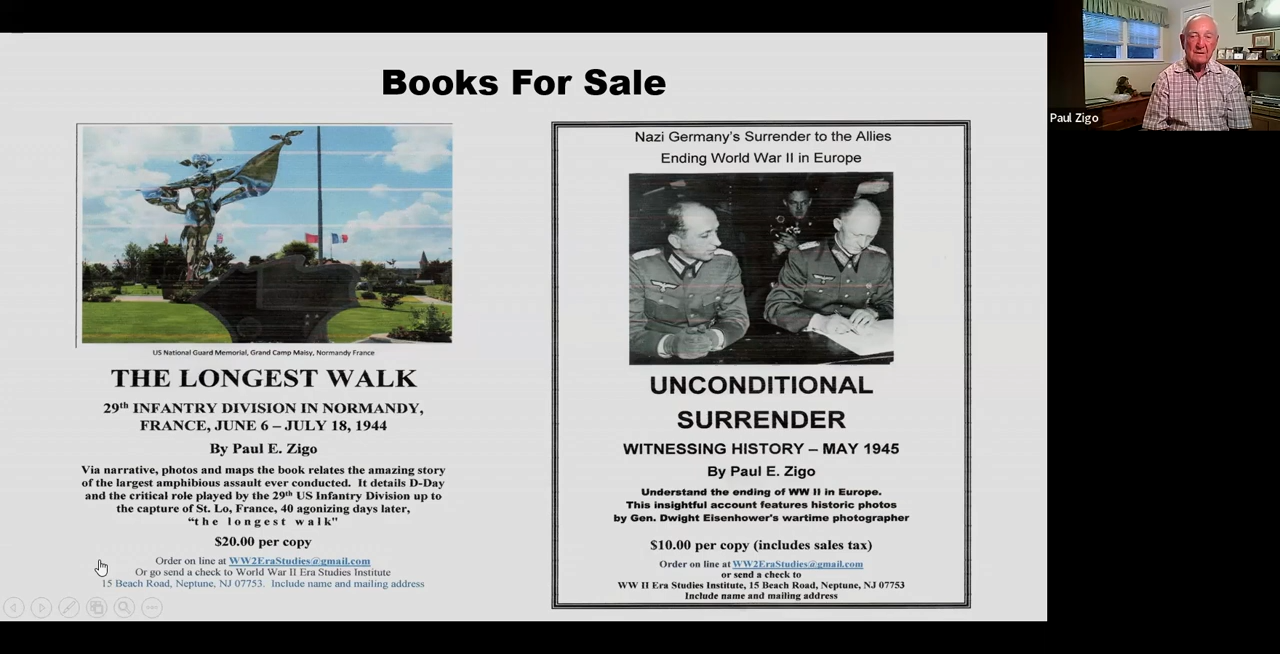 Books For Sale
US National Guard Memorial, Grand Camp Maisy, Normandy France
THE LONGEST WALK
29th INFANTRY DIVISION IN NORMANDY,
FRANCE, JUNE 6 – JULY 18, 1944
By Paul E. Zigo
Via narrative, photos and maps the book relates the amazing story
of the largest amphibious assault ever conducted. It details D-Day
and the critical role played by the 29th US Infantry Division up to
the capture of St. Lo, France, 40 agonizing days later,
“t h e l o n g e s t w a l k”
$20.00 per copy
Order on line at WW2EraStudies@gmail.com
Or go send a check to World War II Era Studies Institute
15 Beach Road, Neptune, NJ 07753. Include name and mailing address
Nazi Germany’s Surrender to the Allies
Ending World War II in Europe
UNCONDITIONAL
SURRENDER
WITNESSING HISTORY – MAY 1945
By Paul E. Zigo
Understand the ending of WW II in Europe.
This insightful account features historic photos
by Gen. Dwight Eisenhower's wartime photographer
$10.00 per copy (includes sales tax)
Order on line at WW2EraStudies@gmail.com
or send a check to
WW II Era Studies Institute, 15 Beach Road, Neptune, NJ 07753
Include name and mailing address
Paul Zigo